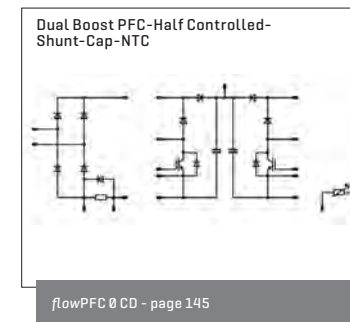 Dual Boost PFC-Half Controlled-
Shunt-Cap-NTC
flowPFC 0 CD - page 145